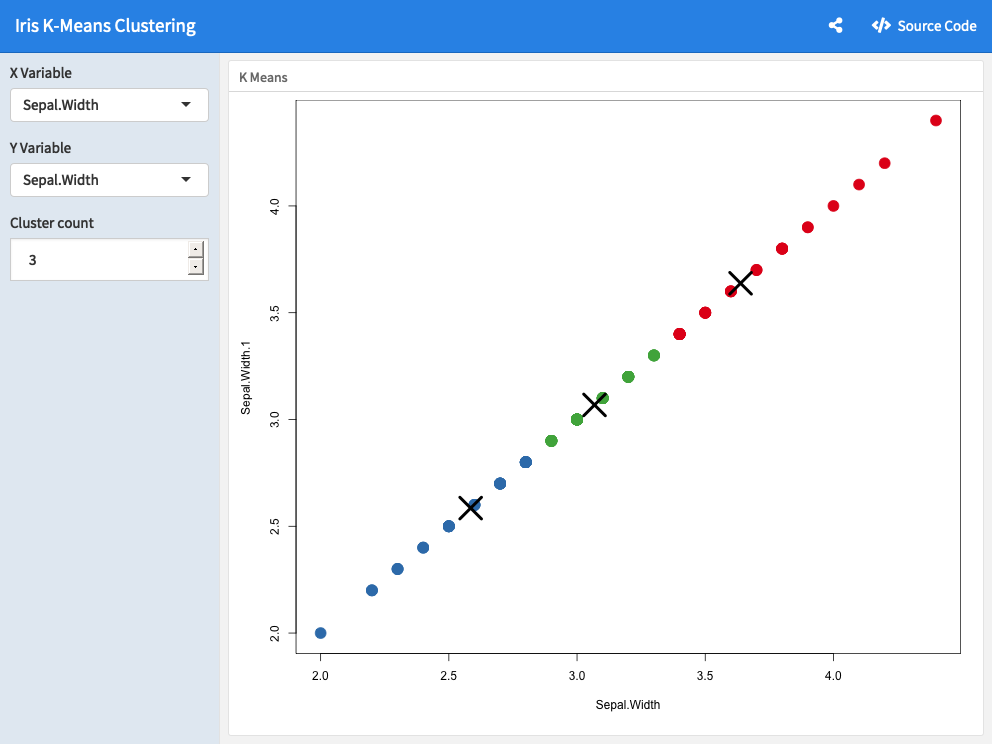 Iris K-Means Clustering
Source Code
X Variable
Sepal.Width
Y Variable
Sepal.Width
Cluster count
3
K Means
4.0
3.5
3.0
2.5
2.0
Sepal.Width.1
2.0 2.5 3.0 3.5 4.0
Sepal.Width